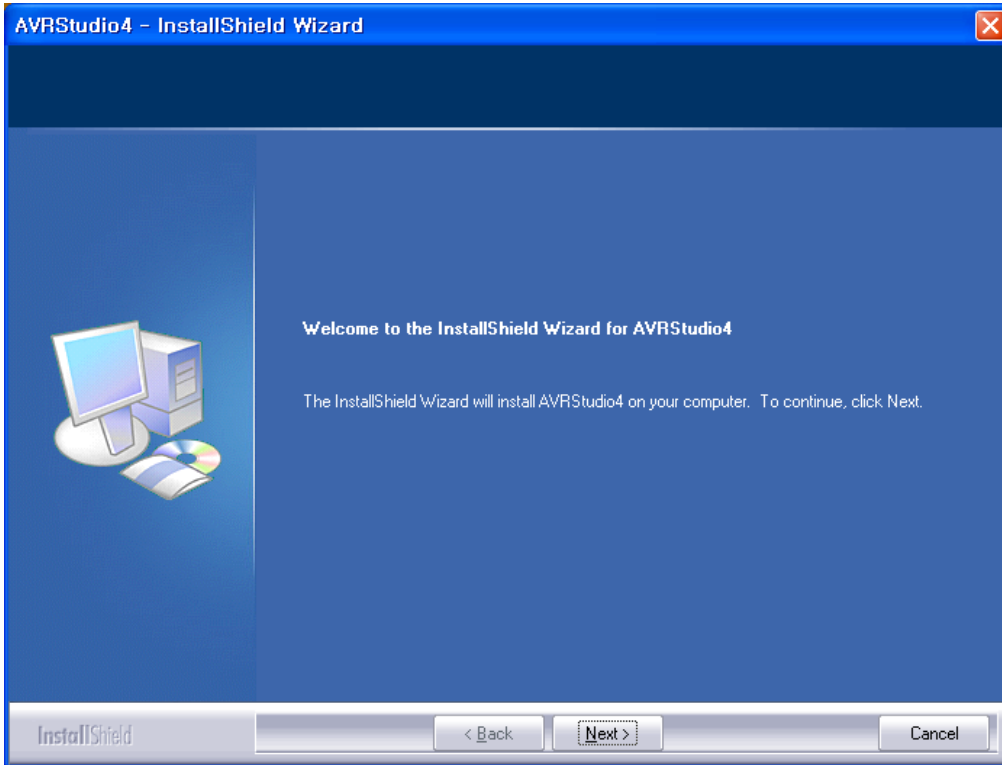 AVRStudio4 - InstallShield Wizard
Welcome to the InstallShield Wizard for AVRStudio4
The InstallShield Wizard will install AVRStudio4 on your computer.  To continue, click Next.
InstallShield
< Back
Next >
Cancel